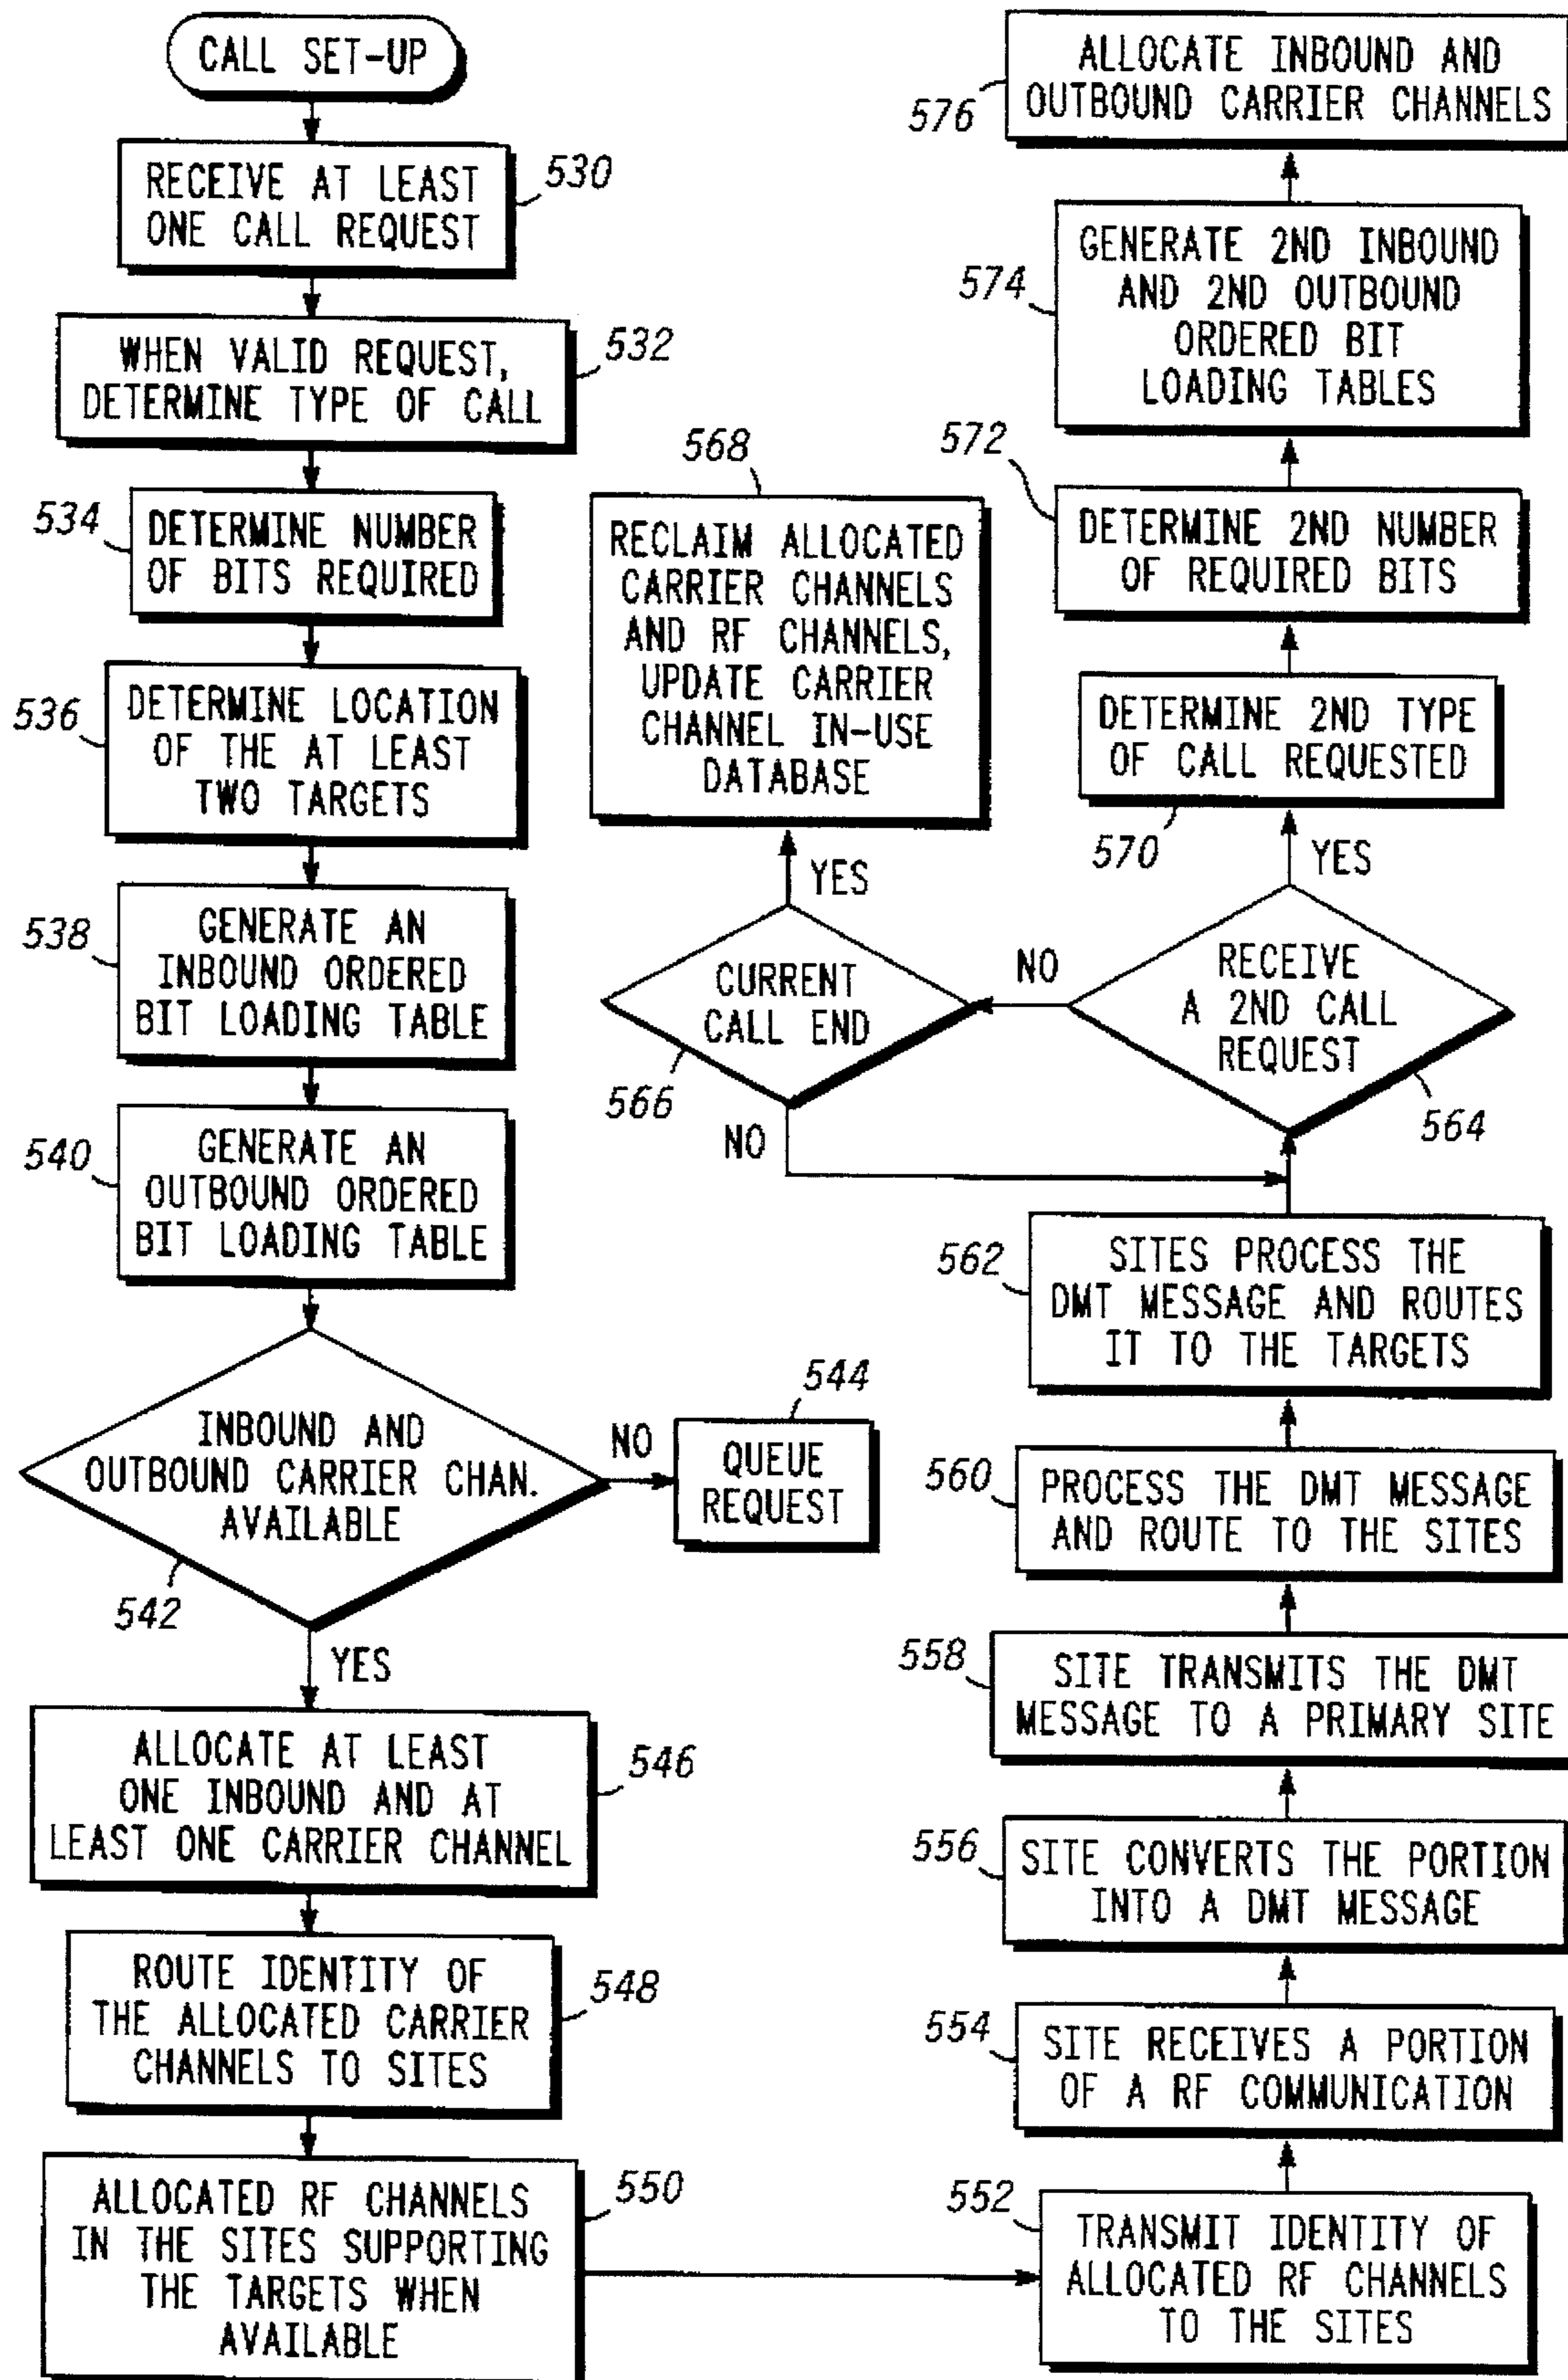 CALL SET-UP
RECEIVE AT LEAST
ONE CALL REQUEST
530
WHEN VALID REQUEST,
DETERMINE TYPE OF CALL
532
534
DETERMINE NUMBER
OF BITS REQUIRED
536
DETERMINE LOCATION
OF THE AT LEAST
TWO TARGETS
538
GENERATE AN
INBOUND ORDERED
BIT LOADING TABLE
540
GENERATE AN
OUTBOUND ORDERED
BIT LOADING TABLE
INBOUND AND
OUTBOUND CARRIER CHAN.
AVAILABLE
542
NO
544
QUEUE
REQUEST
YES
ALLOCATE AT LEAST
ONE INBOUND AND AT
LEAST ONE CARRIER CHANNEL
546
ROUTE IDENTITY OF
THE ALLOCATED CARRIER
CHANNELS TO SITES
548
ALLOCATED RF CHANNELS
IN THE SITES SUPPORTING
THE TARGETS WHEN
AVAILABLE
550
552
TRANSMIT IDENTITY OF
ALLOCATED RF CHANNELS
TO THE SITES
554
SITE RECEIVES A PORTION
OF A RF COMMUNICATION
556
SITE CONVERTS THE PORTION
INTO A DMT MESSAGE
558
SITE TRANSMITS THE DMT
MESSAGE TO A PRIMARY SITE
560
PROCESS THE DMT MESSAGE
AND ROUTE TO THE SITES
562
SITES PROCESS THE
DMT MESSAGE AND ROUTES
IT TO THE TARGETS
RECEIVE
A 2ND CALL
REQUEST
564
NO
CURRENT
CALL END
566
NO
YES
568
RECLAIM ALLOCATED
CARRIER CHANNELS
AND RF CHANNELS,
UPDATE CARRIER
CHANNEL IN-USE
DATABASE
YES
DETERMINE 2ND TYPE
OF CALL REQUESTED
570
572
DETERMINE 2ND NUMBER
OF REQUIRED BITS
574
GENERATE 2ND INBOUND
AND 2ND OUTBOUND
ORDERED BIT
LOADING TABLES
576
ALLOCATE INBOUND AND
OUTBOUND CARRIER CHANNELS